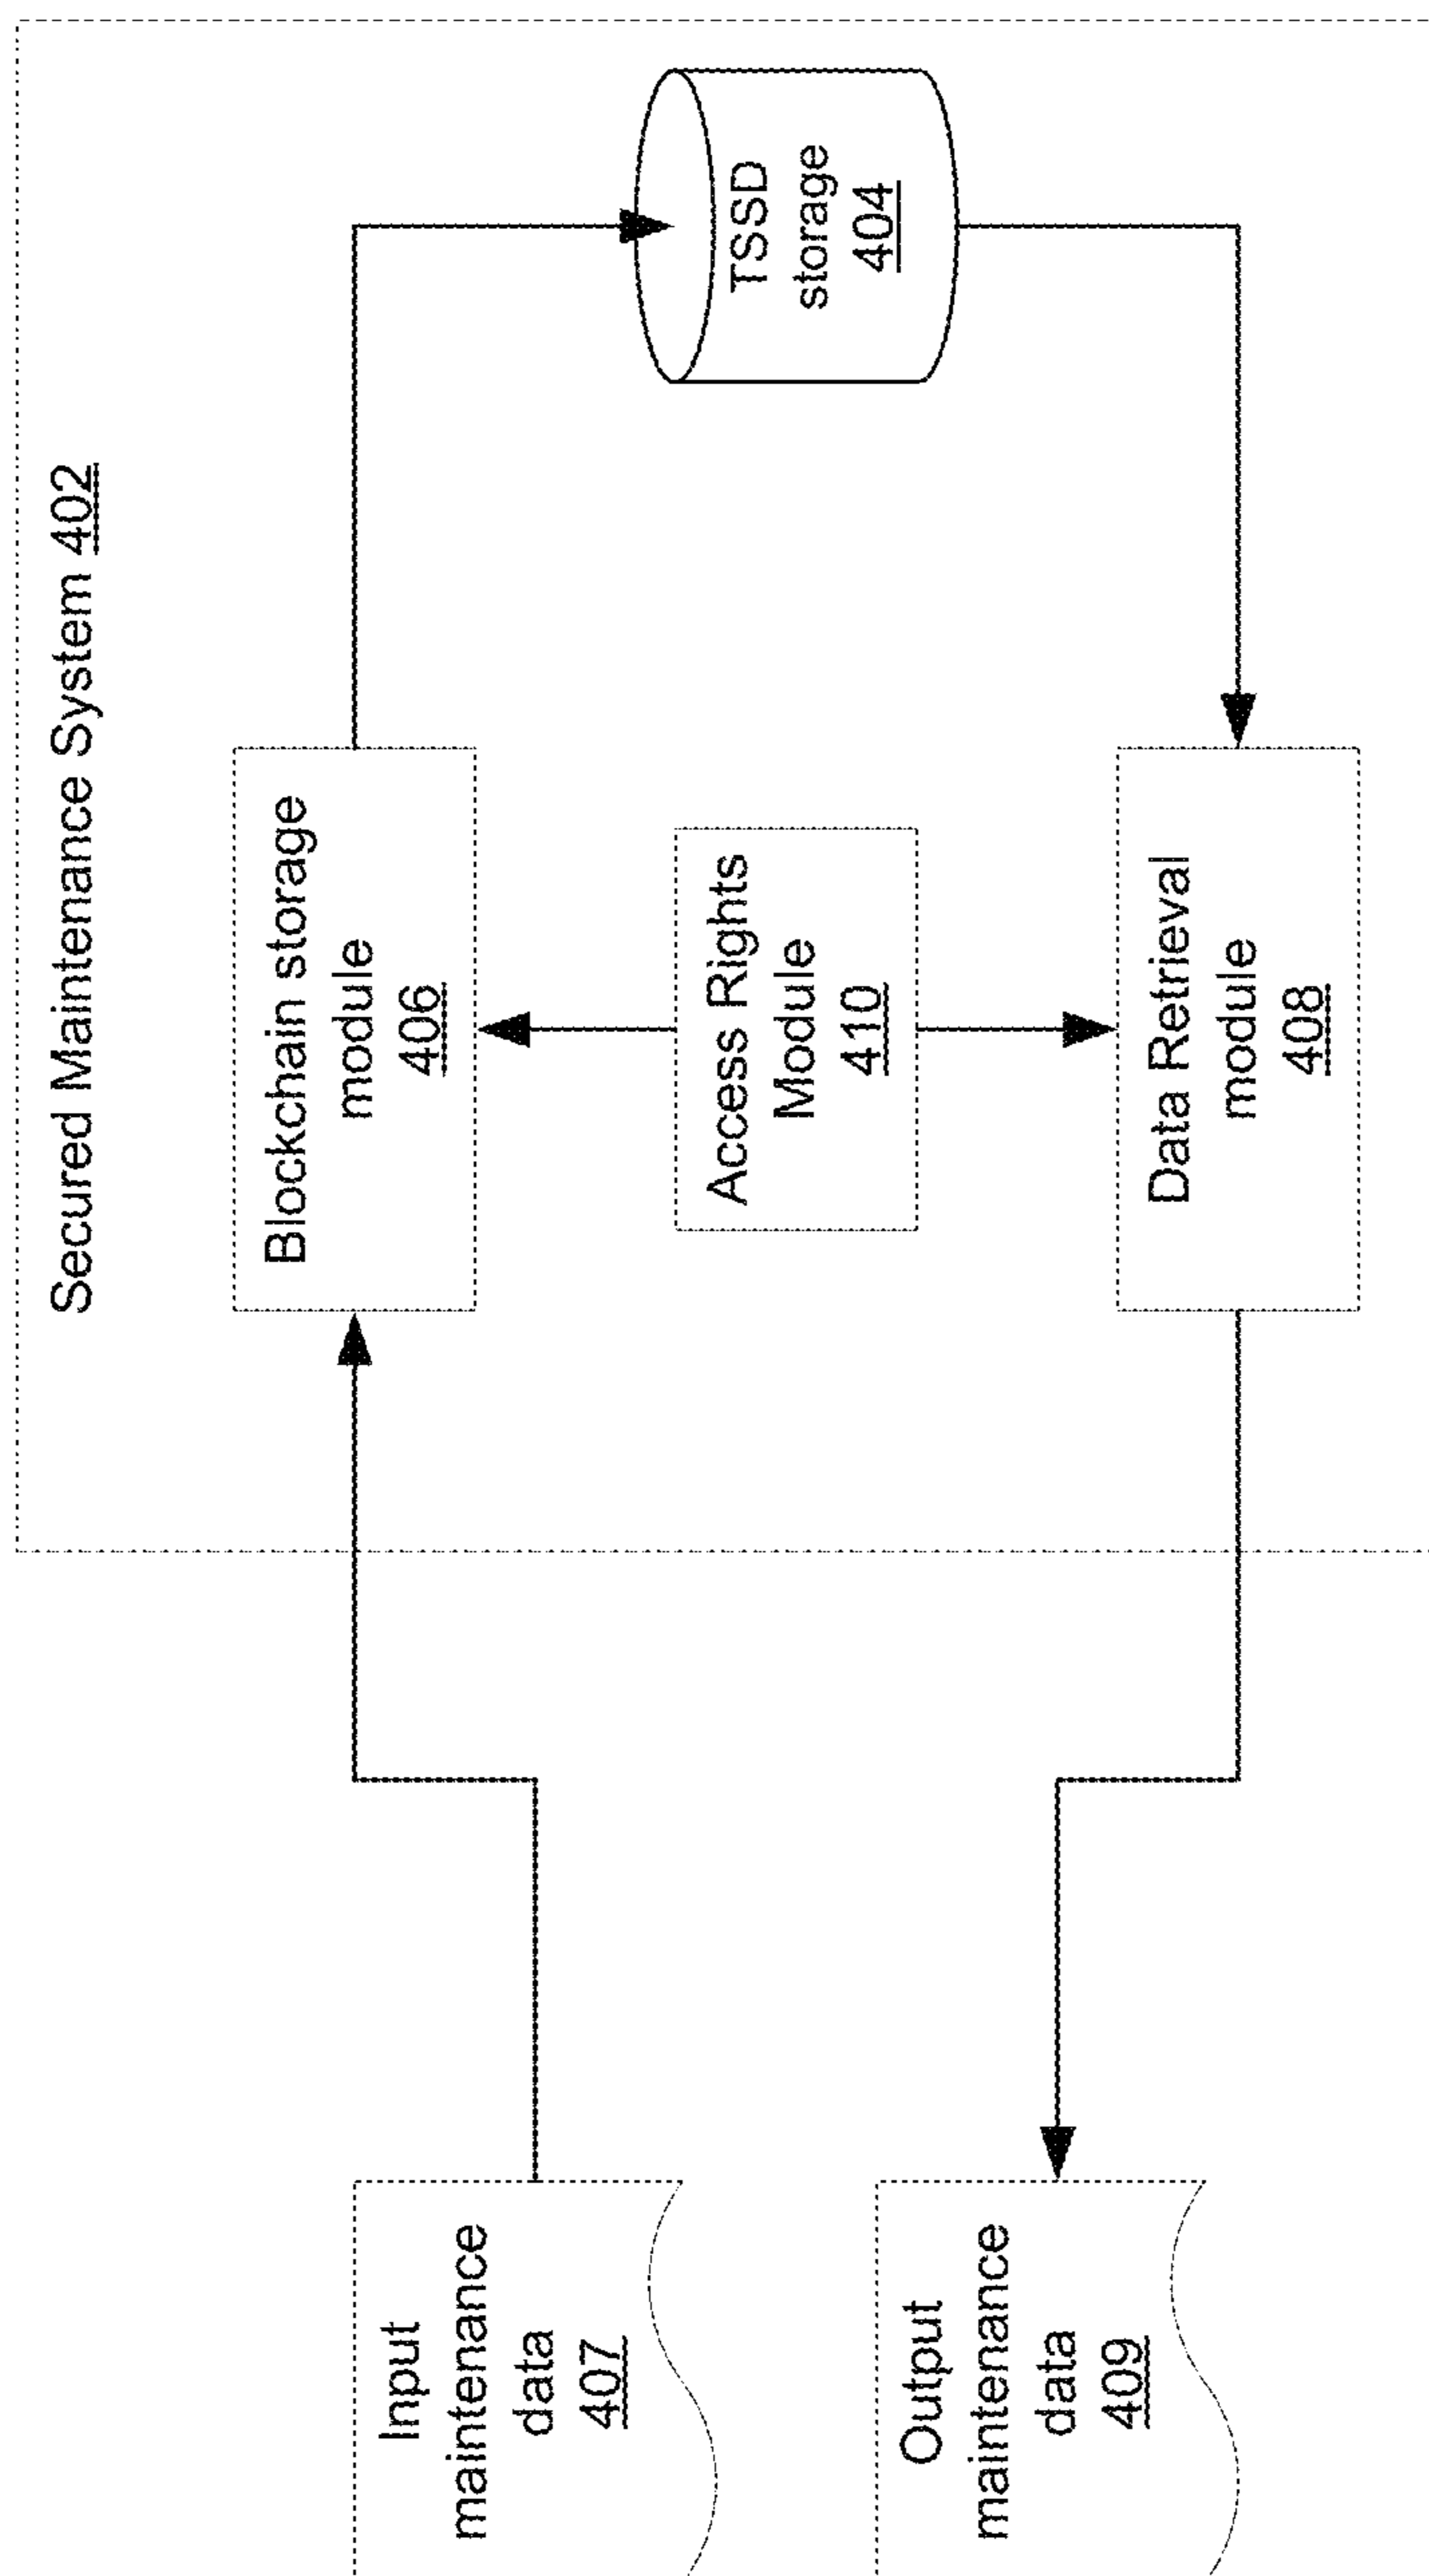 Secured Maintenance System 402
Input
maintenance
data
407
Blockchain storage
module
406
TSSD
storage
404
Access Rights
Module
410
Output
maintenance
data
409
Data Retrieval
module
408